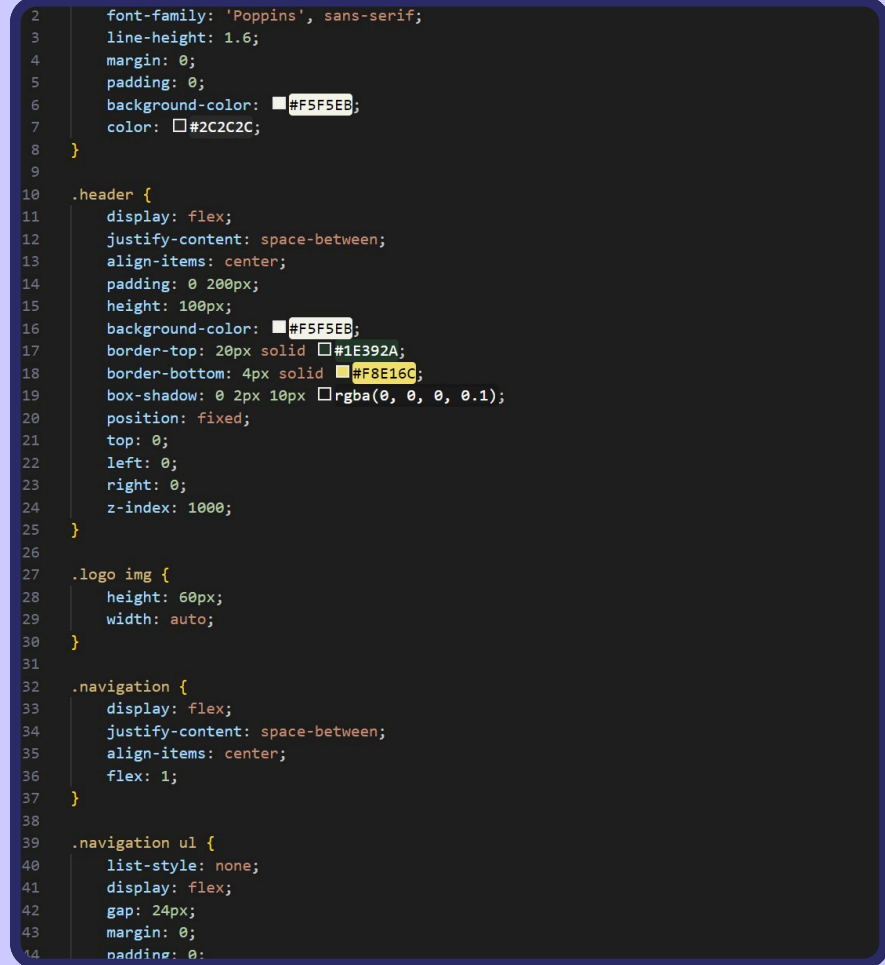 2 font-family: 'Poppins', sans-serif;
3 line-height: 1.6;
4 margin: 0;
5 padding: 0;
6 background-color: #F5F5EB;
7 color: #2C2C2C;
8 }
9
10 .header {
11 display: flex;
12 justify-content: space-between;
13 align-items: center;
14 padding: 0 200px;
15 height: 100px;
16 background-color: #F5F5EB;
17 border-top: 20px solid #1E392A;
18 border-bottom: 4px solid #F8E16C;
19 box-shadow: 0 2px 10px rgba(0, 0, 0, 0.1);
20 position: fixed;
21 top: 0;
22 left: 0;
23 right: 0;
24 z-index: 1000;
25 }
26
27 .logo img {
28 height: 60px;
29 width: auto;
30 }
31
32 .navigation {
33 display: flex;
34 justify-content: space-between;
35 align-items: center;
36 flex: 1;
37 }
38
39 .navigation ul {
40 list-style: none;
41 display: flex;
42 gap: 24px;
43 margin: 0;
44 padding: 0;